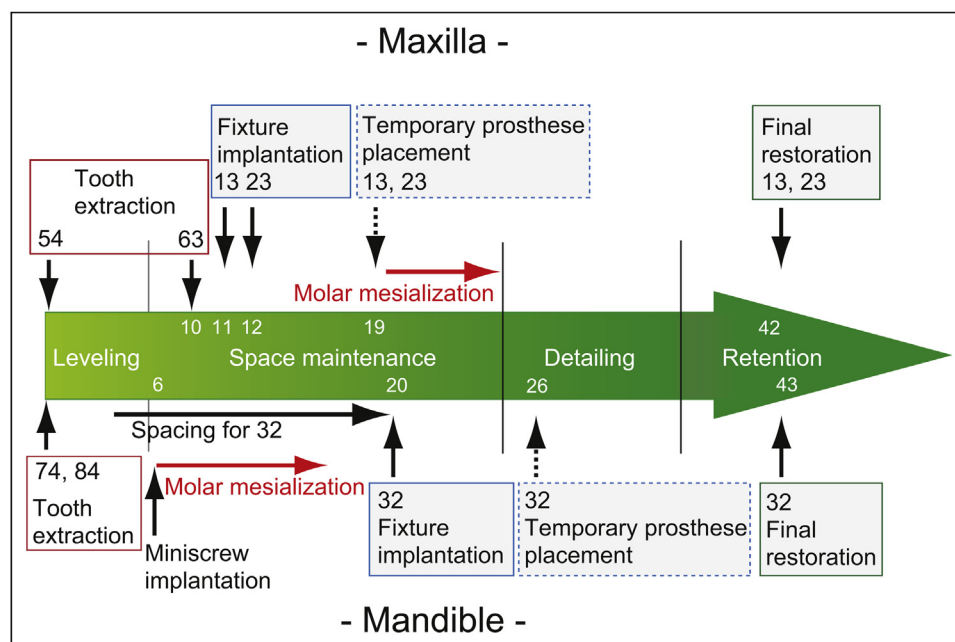 - Maxilla -
Fixture
implantation
13 23
Temporary prosthese
placement
13, 23
Final
restoration
13, 23
Tooth
extraction
54
63
Molar mesialization
10
11
12
19
42
Leveling
Space maintenance
Detailing
Retention
6
20
26
43
Spacing for 32
74, 84
Tooth
extraction
Molar mesialization
Miniscrew
implantation
32
Fixture
implantation
32
Temporary prosthese
placement
32
Final
restoration
- Mandible -